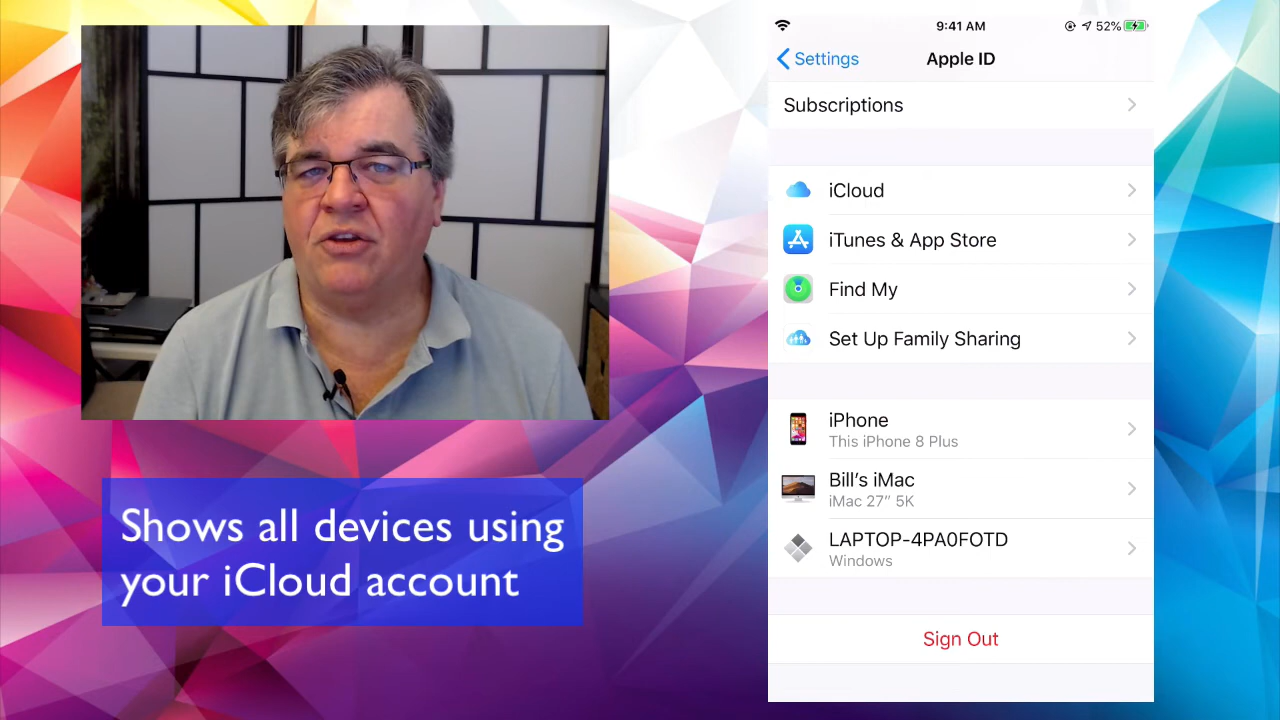 9:41 AM
52%
Settings
Apple ID
Subscriptions
iCloud
iTunes & App Store
Find My
Set Up Family Sharing
iPhone
This iPhone 8 Plus
Bill’s iMac
iMac 27” 5K
LAPTOP-4PA0FOTD
Windows
Sign Out
Shows all devices using
your iCloud account